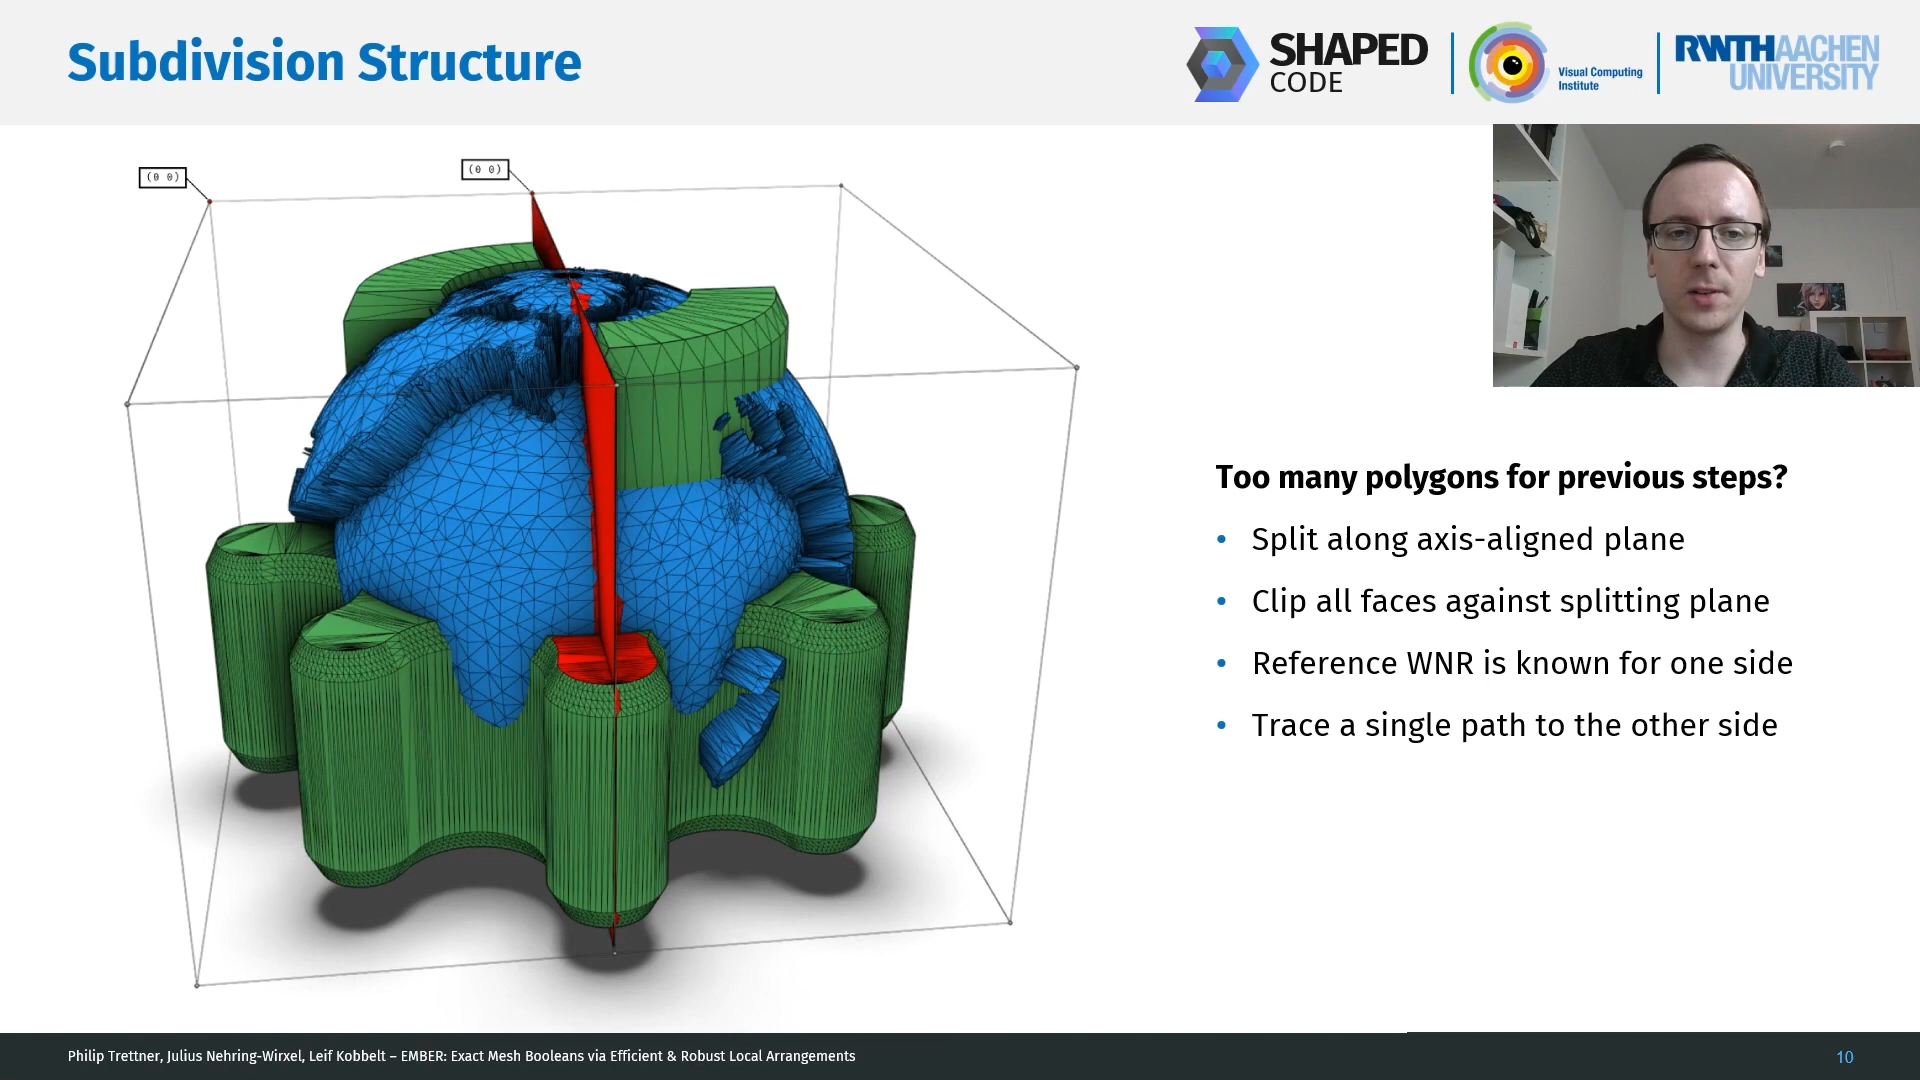 Subdivision Structure
SHAPED
CODE
Visual Computing
Institute
RWTHAACHEN
UNIVERSITY
(0 0)
(0 0)
Too many polygons for previous steps?
• Split along axis-aligned plane
• Clip all faces against splitting plane
• Reference WNR is known for one side
• Trace a single path to the other side
Philip Trettner, Julius Nehring-Wirxel, Leif Kobbelt – EMBER: Exact Mesh Booleans via Efficient & Robust Local Arrangements
10